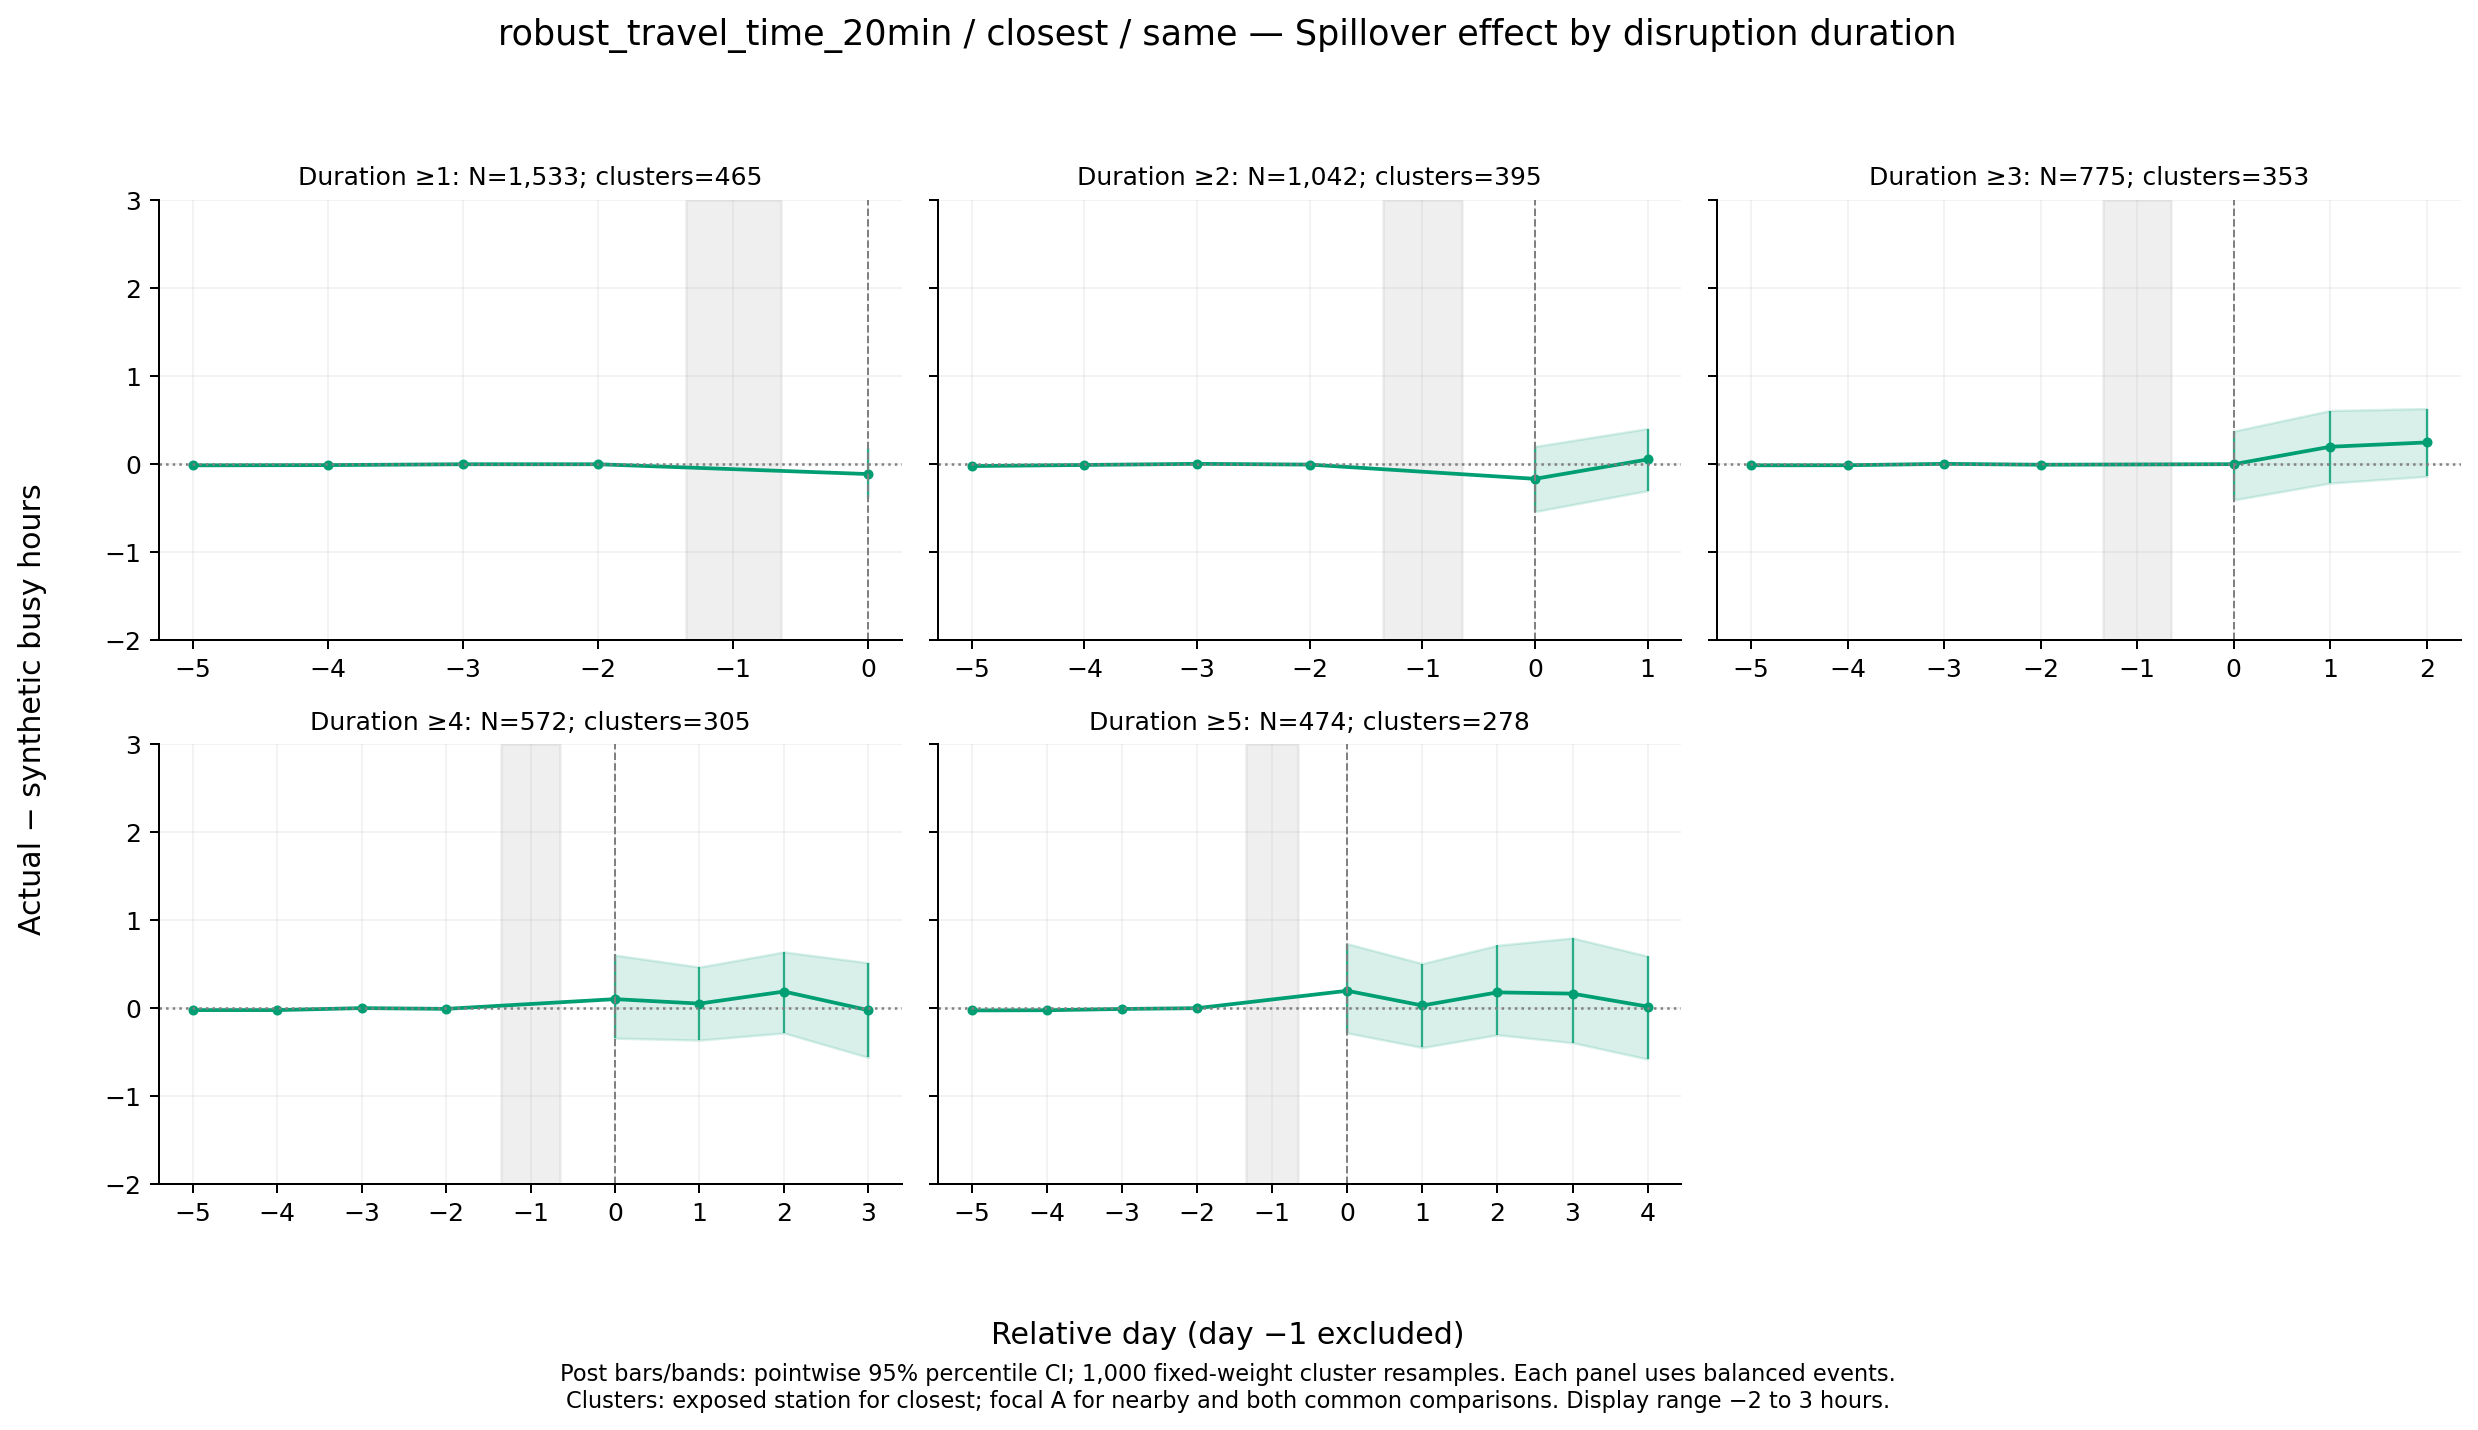 robust_travel_time_20min / closest / same — Spillover effect by disruption duration
Duration ≥1: N=1,533; clusters=465
Duration ≥2: N=1,042; clusters=395
Duration ≥3: N=775; clusters=353
3
2
1
0
−1
−2
−5 −4 −3 −2 −1 0
−5 −4 −3 −2 −1 0 1
−5 −4 −3 −2 −1 0 1 2
Actual − synthetic busy hours
Duration ≥4: N=572; clusters=305
Duration ≥5: N=474; clusters=278
3
2
1
0
−1
−2
−5 −4 −3 −2 −1 0 1 2 3
−5 −4 −3 −2 −1 0 1 2 3 4
Relative day (day −1 excluded)
Post bars/bands: pointwise 95% percentile CI; 1,000 fixed-weight cluster resamples. Each panel uses balanced events.
Clusters: exposed station for closest; focal A for nearby and both common comparisons. Display range −2 to 3 hours.